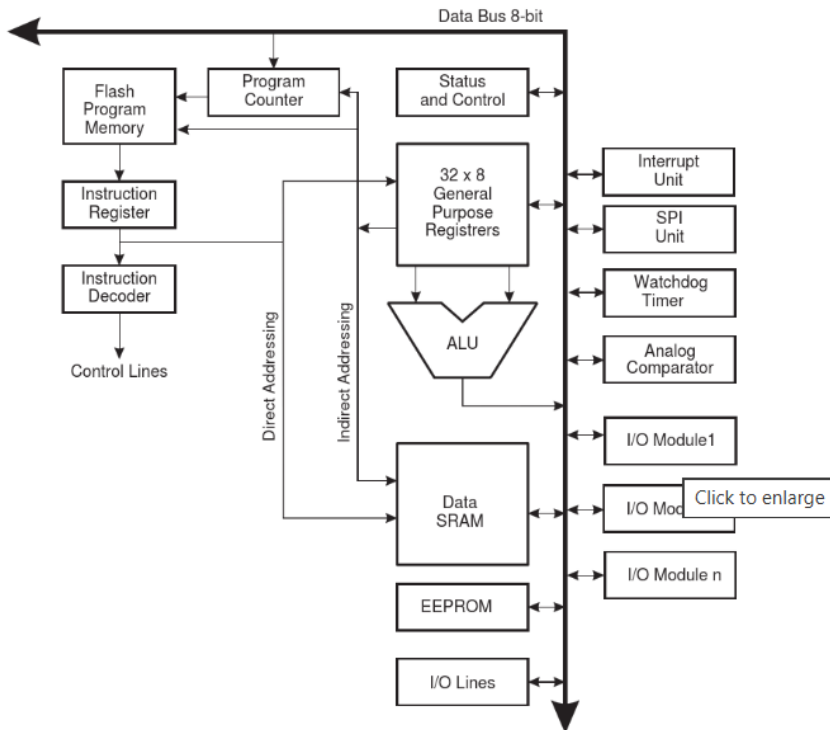 Data Bus 8-bit
Flash
Program
Memory
Program
Counter
Status
and Control
Instruction
Register
32 x 8
General
Purpose
Registrers
Interrupt
Unit
SPI
Unit
Instruction
Decoder
Watchdog
Timer
Control Lines
Direct Addressing
Indirect Addressing
ALU
Analog
Comparator
I/O Module1
Data
SRAM
I/O
Click to enlarge
I/O Module n
EEPROM
I/O Lines